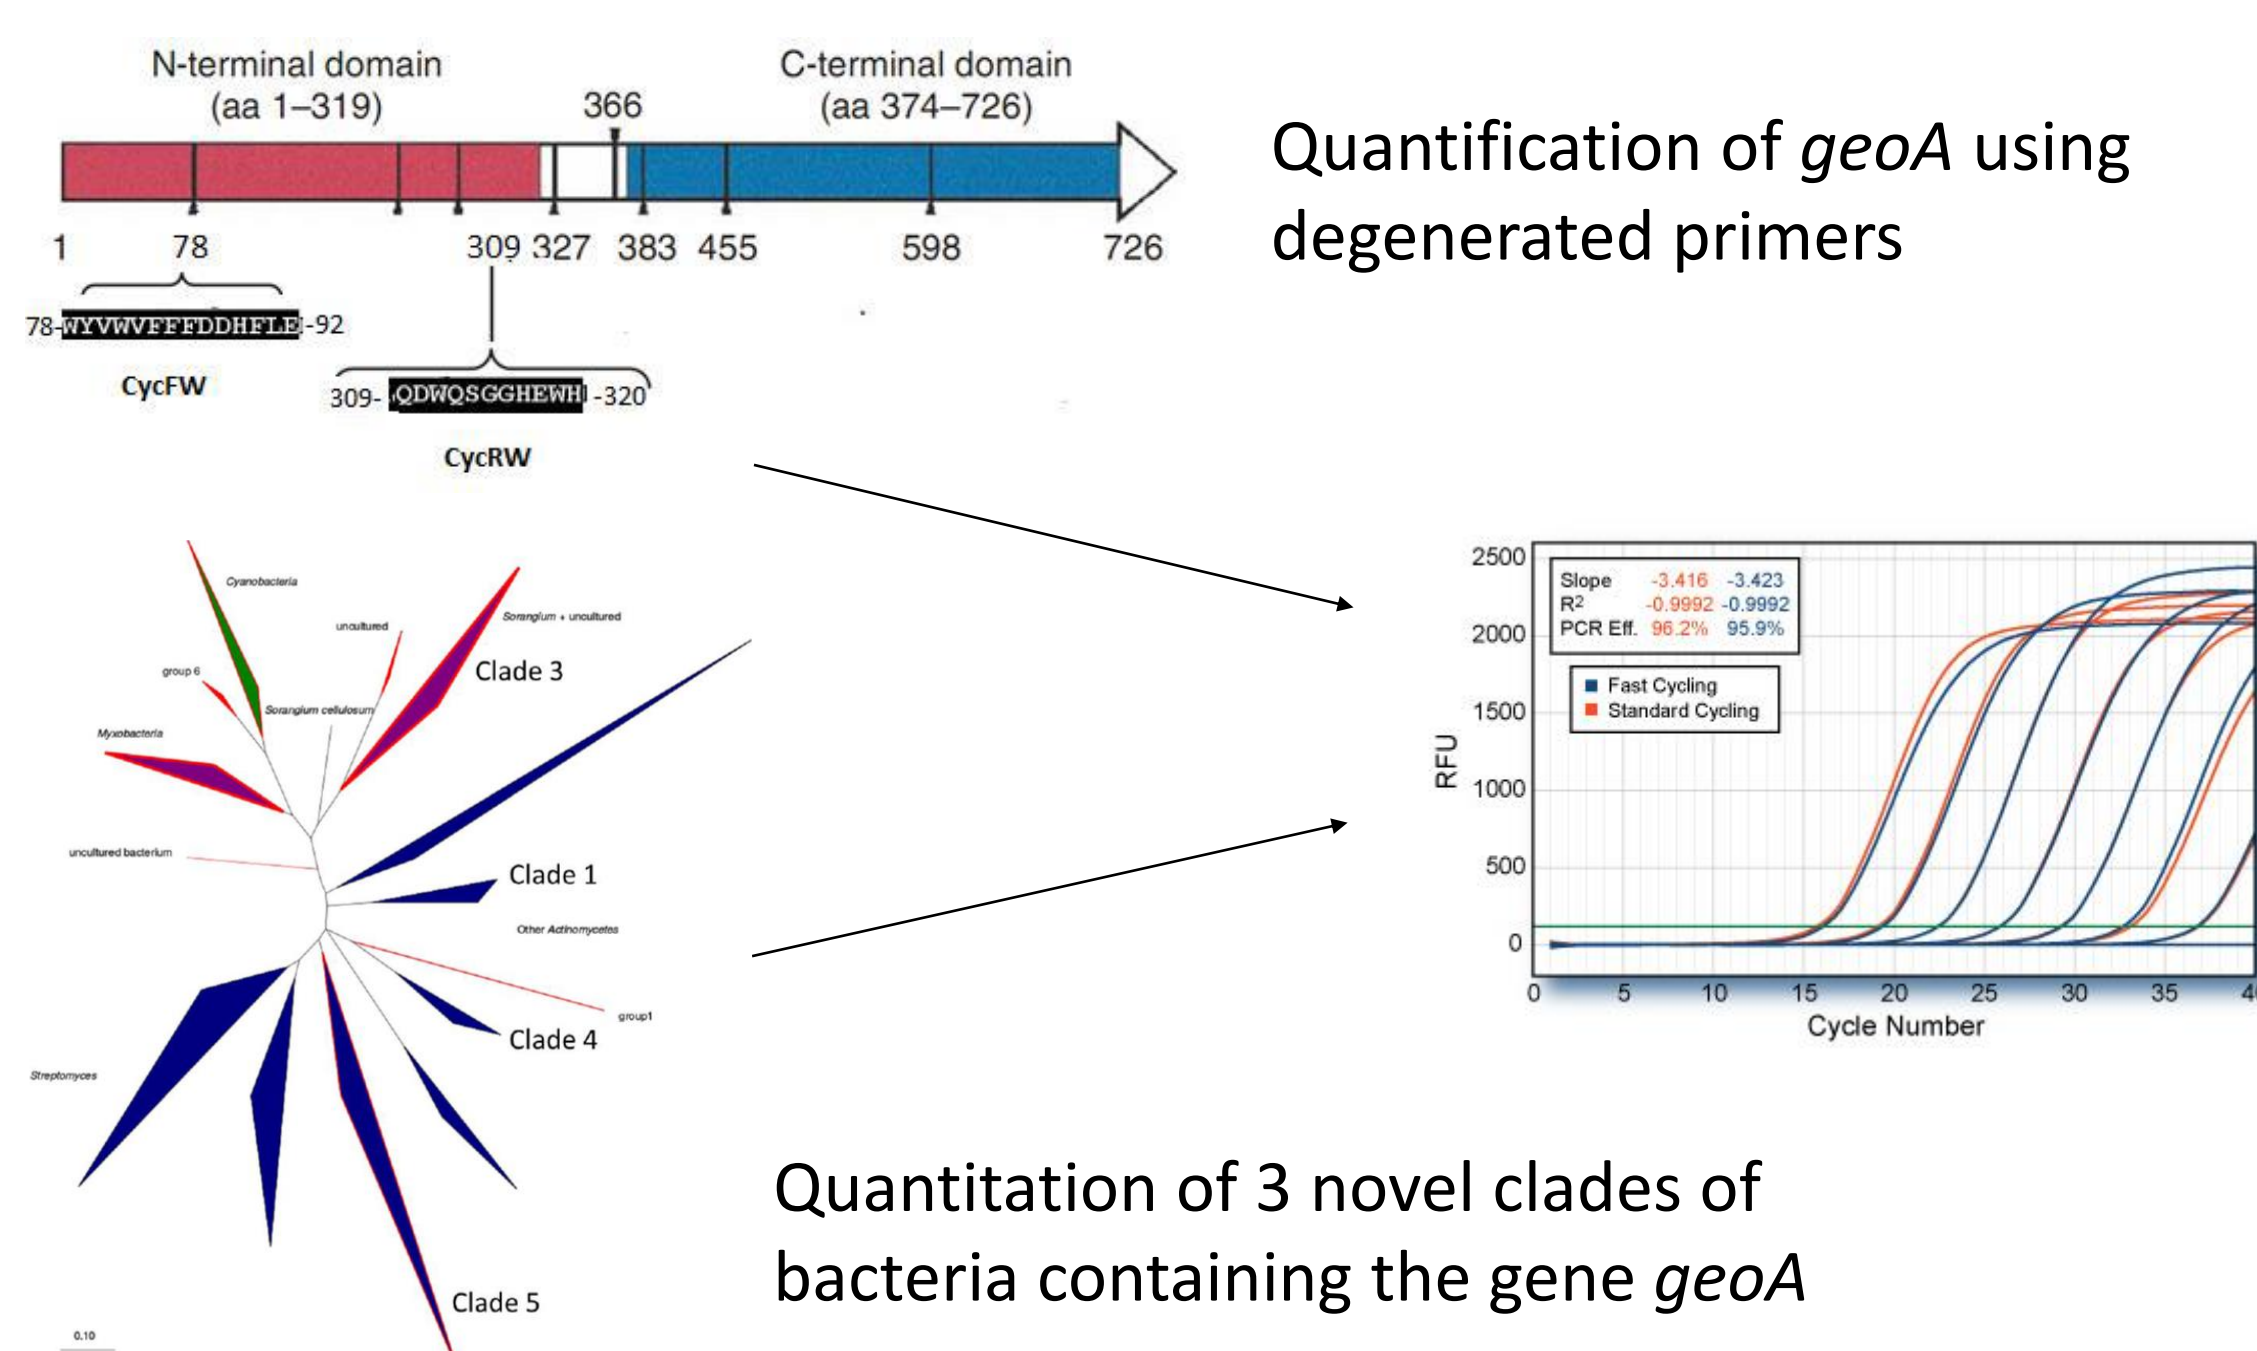 N-terminal domain
(aa 1–319)
366
C-terminal domain
(aa 374–726)
1 78 309 327 383 455 598 726
78-WYVWVFFFDDHFLE-92
CycFW
309- QDWQSGGHEWH -320
CycRW
Quantification of geoA using
degenerated primers
Cyanobacteria
uncultured
Sorangium + uncultured
Clade 3
group 6
Sorangium cellulosum
Myxobacteria
uncultured bacterium
Clade 1
Other Actinomycetes
group1
Clade 4
Streptomyces
Clade 5
0.10
2500
2000
1500
1000
500
0
RFU
Slope -3.416 -3.423
R2 -0.9992 -0.9992
PCR Eff. 96.2% 95.9%
Fast Cycling
Standard Cycling
0 5 10 15 20 25 30 35
Cycle Number
Quantitation of 3 novel clades of
bacteria containing the gene geoA